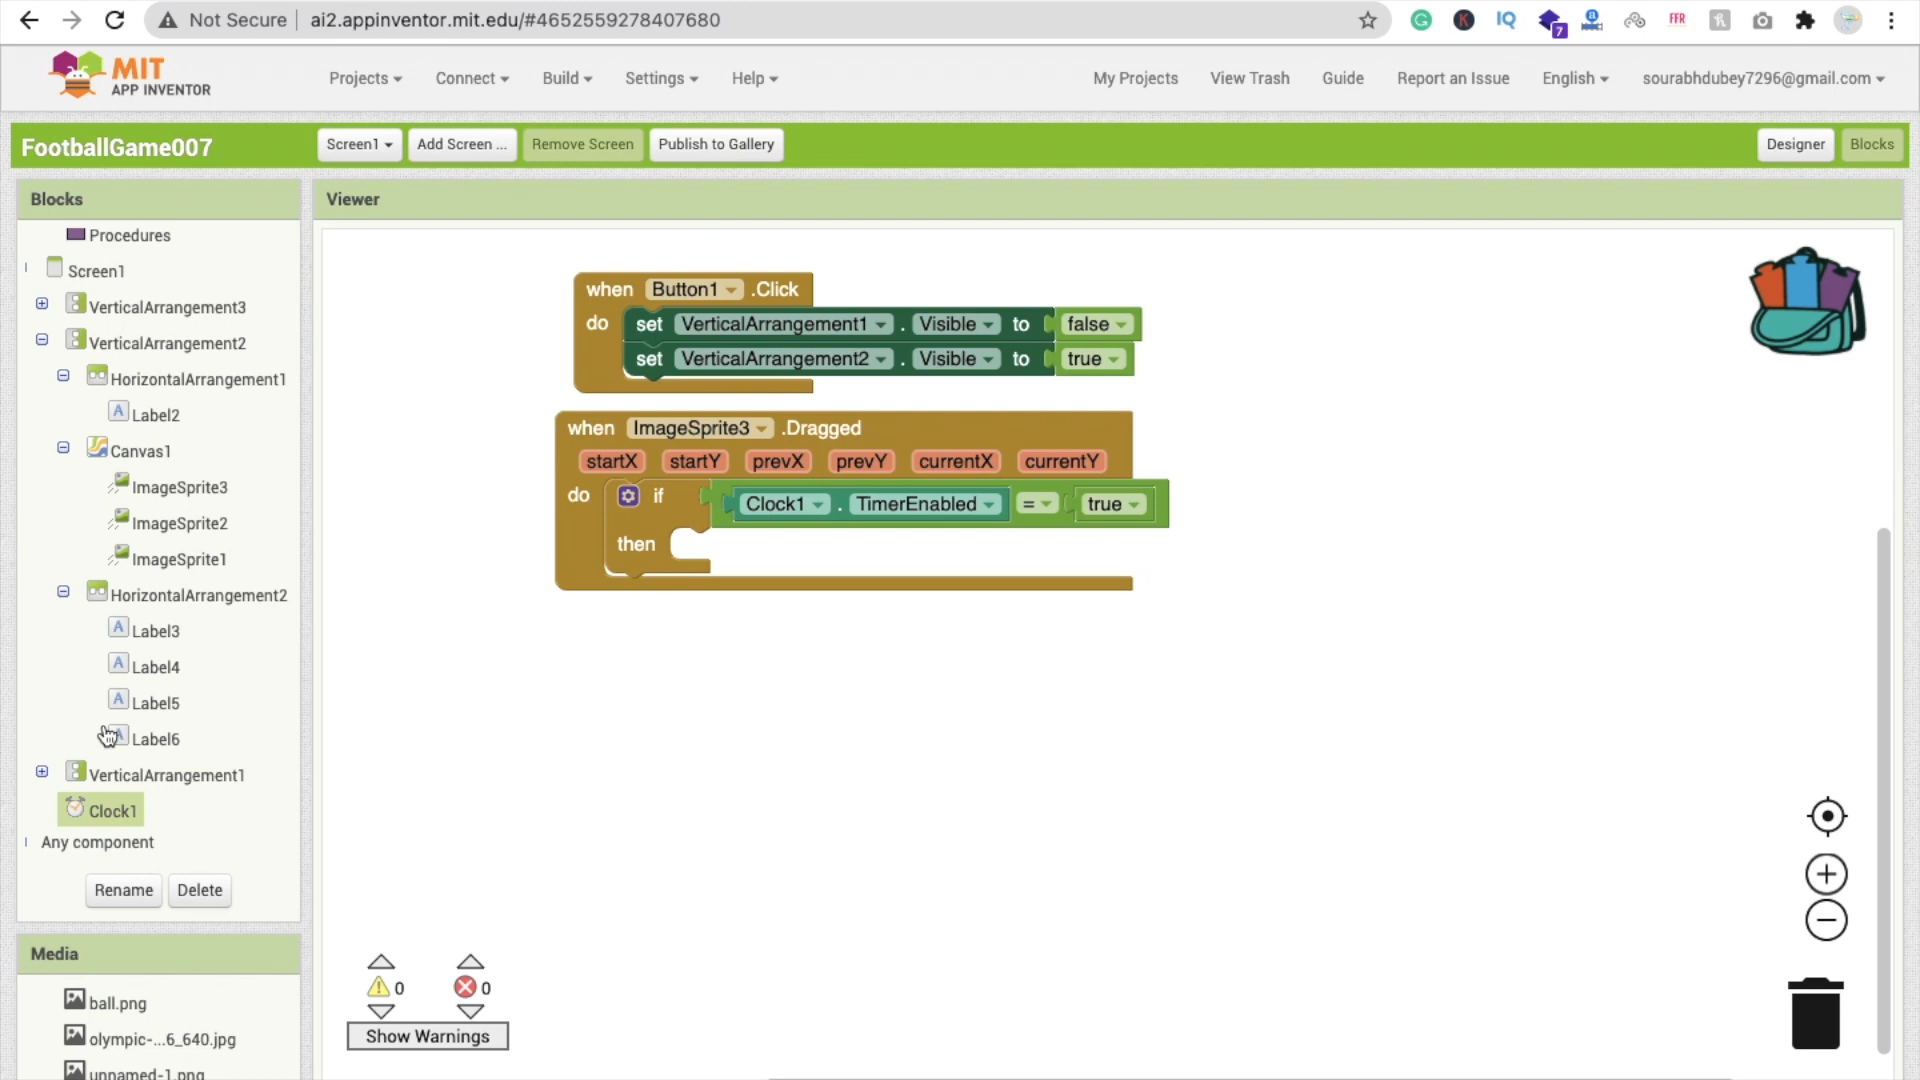 Not Secure
ai2.appinventor.mit.edu/#4652559278407680
IQ
7
FFR
MIT
APP INVENTOR
Projects
Connect
Build
Settings
Help
My Projects
View Trash
Guide
Report an Issue
English
sourabhdubey7296@gmail.com
FootballGame007
Screen1
Add Screen ...
Remove Screen
Publish to Gallery
Designer
Blocks
Blocks
Viewer
Procedures
Screen1
VerticalArrangement3
VerticalArrangement2
HorizontalArrangement1
Label2
Canvas1
ImageSprite3
ImageSprite2
ImageSprite1
HorizontalArrangement2
Label3
Label4
Label5
Label6
VerticalArrangement1
Clock1
Any component
Rename
Delete
Media
ball.png
olympic-...6_640.jpg
unnamed-1.png
when Button1 .Click
do set VerticalArrangement1 . Visible to false
set VerticalArrangement2 . Visible to true
when ImageSprite3 .Dragged
startX startY prevX prevY currentX currentY
do if Clock1 . TimerEnabled = true
then
0
0
Show Warnings